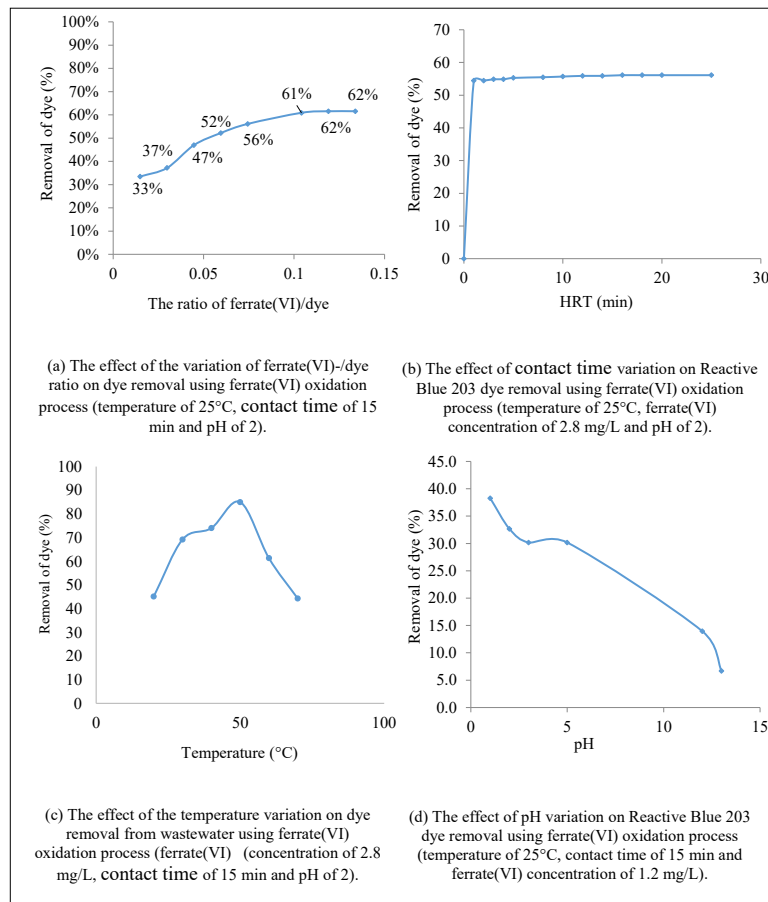 100%
90%
80%
70%
60%
50%
40%
30%
20%
10%
0%
Removal of dye (%)
33%
37%
47%
52%
56%
61%
62%
62%
0
0.05
0.1
0.15
The ratio of ferrate(VI)/dye
70
60
50
40
30
20
10
0
Removal of dye (%)
0
10
20
30
HRT (min)
(a) The effect of the variation of ferrate(VI)-/dye
ratio on dye removal using ferrate(VI) oxidation
process (temperature of 25°C, contact time of 15
min and pH of 2).
(b) The effect of contact time variation on Reactive
Blue 203 dye removal using ferrate(VI) oxidation
process (temperature of 25°C, ferrate(VI)
concentration of 2.8 mg/L and pH of 2).
100
90
80
70
60
50
40
30
20
10
0
Removal of dye (%)
0
50
100
Temperature (°C)
45.0
40.0
35.0
30.0
25.0
20.0
15.0
10.0
5.0
0.0
Removal of dye (%)
0
5
10
15
pH
(c) The effect of the temperature variation on dye
removal from wastewater using ferrate(VI)
oxidation process (ferrate(VI) (concentration of 2.8
mg/L, contact time of 15 min and pH of 2).
(d) The effect of pH variation on Reactive Blue 203
dye removal using ferrate(VI) oxidation process
(temperature of 25°C, contact time of 15 min and
ferrate(VI) concentration of 1.2 mg/L).